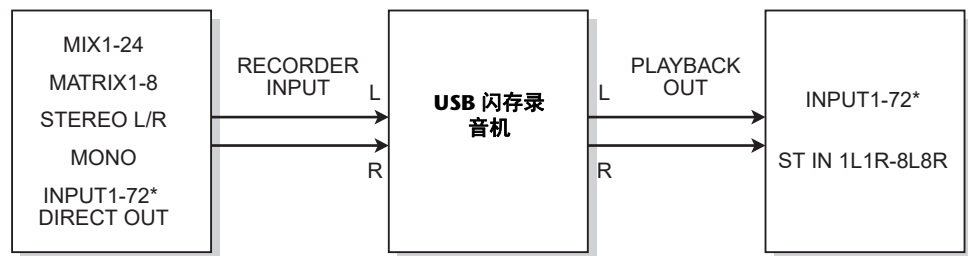 MIX1-24
MATRIX1-8
STEREO L/R
MONO
INPUT1-72*
DIRECT OUT
RECORDER
INPUT
L
R
USB 闪存录
音机
PLAYBACK
OUT
L
R
INPUT1-72*
ST IN 1L1R-8L8R